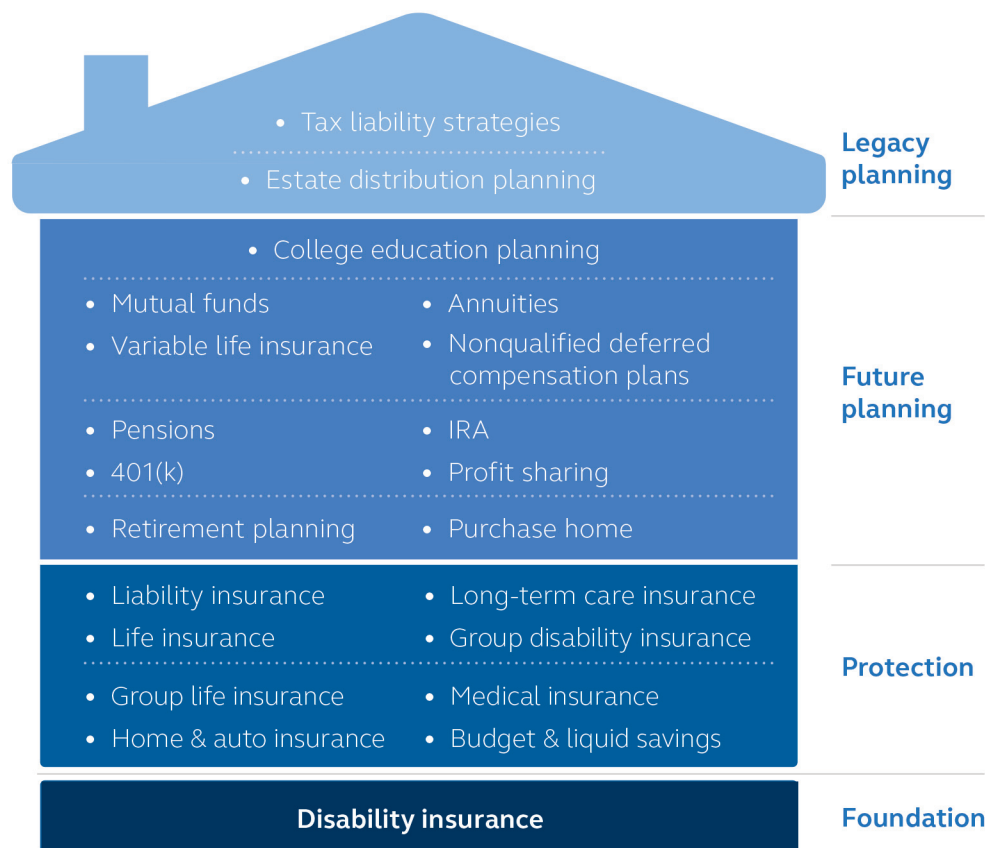 • Tax liability strategies
• Estate distribution planning
Legacy
planning
• College education planning
• Mutual funds
• Annuities
• Variable life insurance
• Nonqualified deferred
compensation plans
• Pensions
• IRA
• 401(k)
• Profit sharing
• Retirement planning
• Purchase home
Future
planning
• Liability insurance
• Long-term care insurance
• Life insurance
• Group disability insurance
• Group life insurance
• Medical insurance
• Home & auto insurance
• Budget & liquid savings
Protection
Disability insurance
Foundation